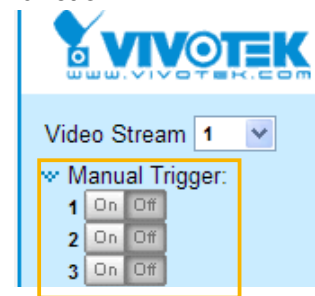 VIVOTEK
www.vivotek.com
Video Stream 1
Manual Trigger:
1 On Off
2 On Off
3 On Off